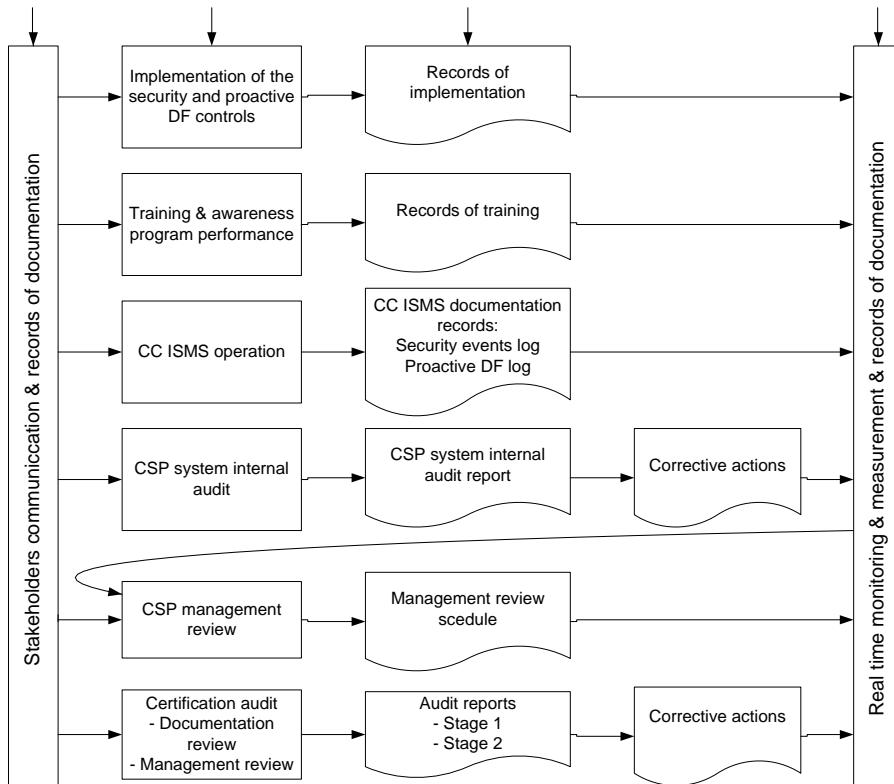 Stakeholders communiccation & records of documentation
Implementation of the
security and proactive
DF controls
Records of
implementation
Training & awareness
program performance
Records of training
CC ISMS operation
CC ISMS documentation
records:
Security events log
Proactive DF log
CSP system internal
audit
CSP system internal
audit report
Corrective actions
CSP management
review
Management review
scedule
Certification audit
- Documentation
review
- Management review
Audit reports
- Stage 1
- Stage 2
Corrective actions
Real time monitoring & measurement & records of documentation